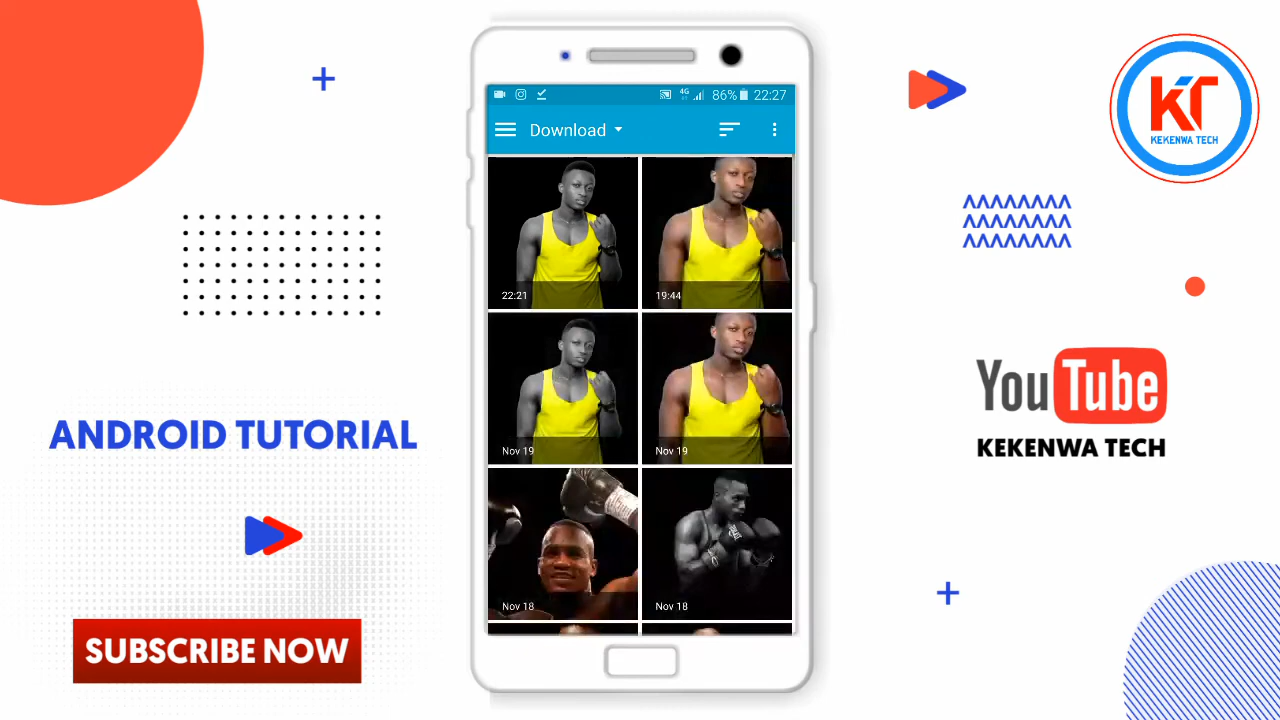 4G
86% 22:27
Download
22:21
19:44
Nov 19
Nov 19
Nov 18
Nov 18
ANDROID TUTORIAL
SUBSCRIBE NOW
KT
KEKENWA TECH
YouTube
KEKENWA TECH